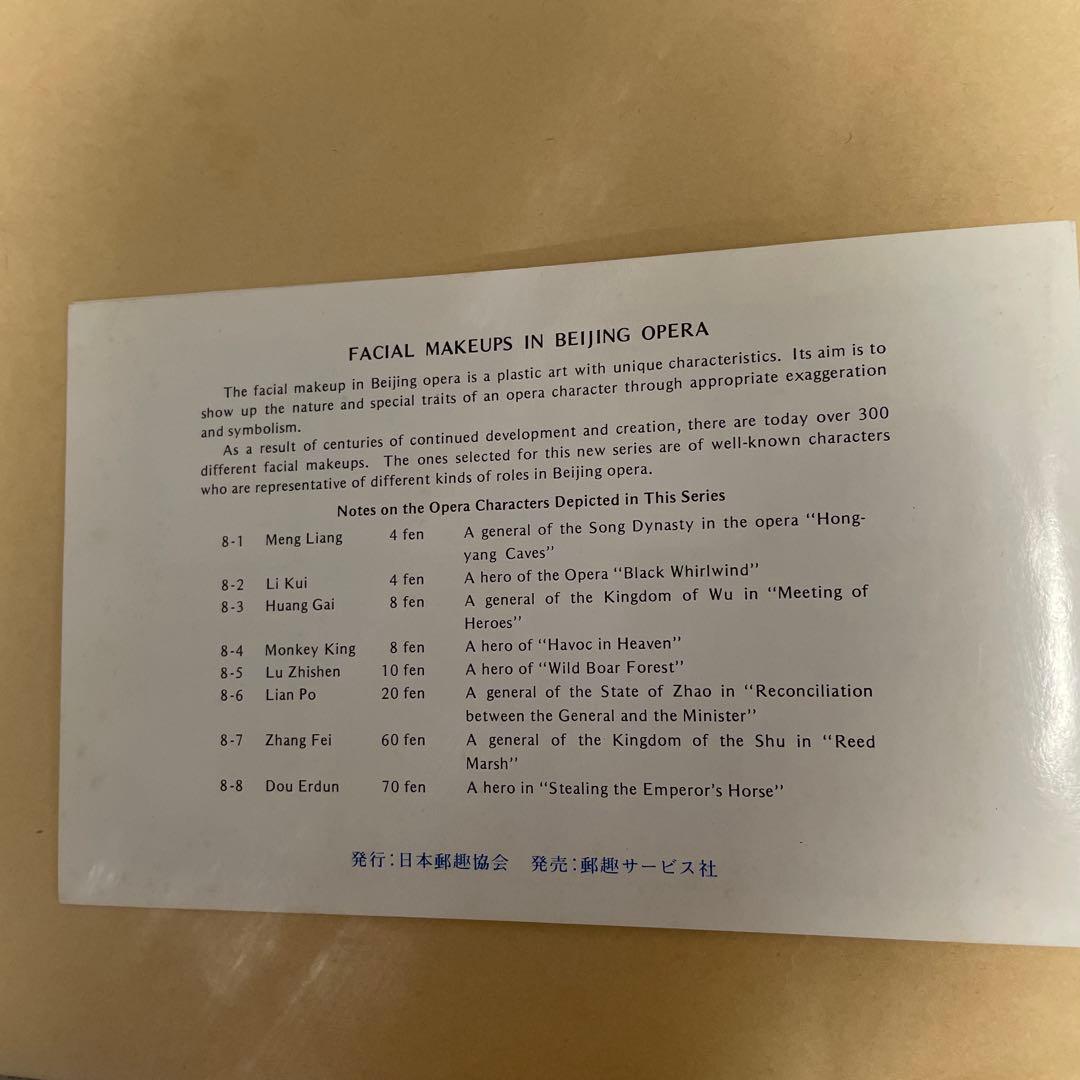 FACIAL MAKEUPS IN BEIJING OPERA
The facial makeup in Beijing opera is a plastic art with unique characteristics. Its aim is to
show up the nature and special traits of an opera character through appropriate exaggeration
and symbolism.
As a result of centuries of continued development and creation, there are today over 300
different facial makeups. The ones selected for this new series are of well-known characters
who are representative of different kinds of roles in Beijing opera.
Notes on the Opera Characters Depicted in This Series
8-1 Meng Liang 4 fen A general of the Song Dynasty in the opera "Hong-
yang Caves"
8-2 Li Kui 4 fen A hero of the Opera "Black Whirlwind"
8-3 Huang Gai 8 fen A general of the Kingdom of Wu in "Meeting of
Heroes"
8-4 Monkey King 8 fen A hero of "Havoc in Heaven"
8-5 Lu Zhishen 10 fen A hero of "Wild Boar Forest"
8-6 Lian Po 20 fen A general of the State of Zhao in "Reconciliation
between the General and the Minister"
8-7 Zhang Fei 60 fen A general of the Kingdom of the Shu in "Reed
Marsh"
8-8 Dou Erdun 70 fen A hero in "Stealing the Emperor's Horse"
発行:日本郵趣協会 発売:郵趣サービス社